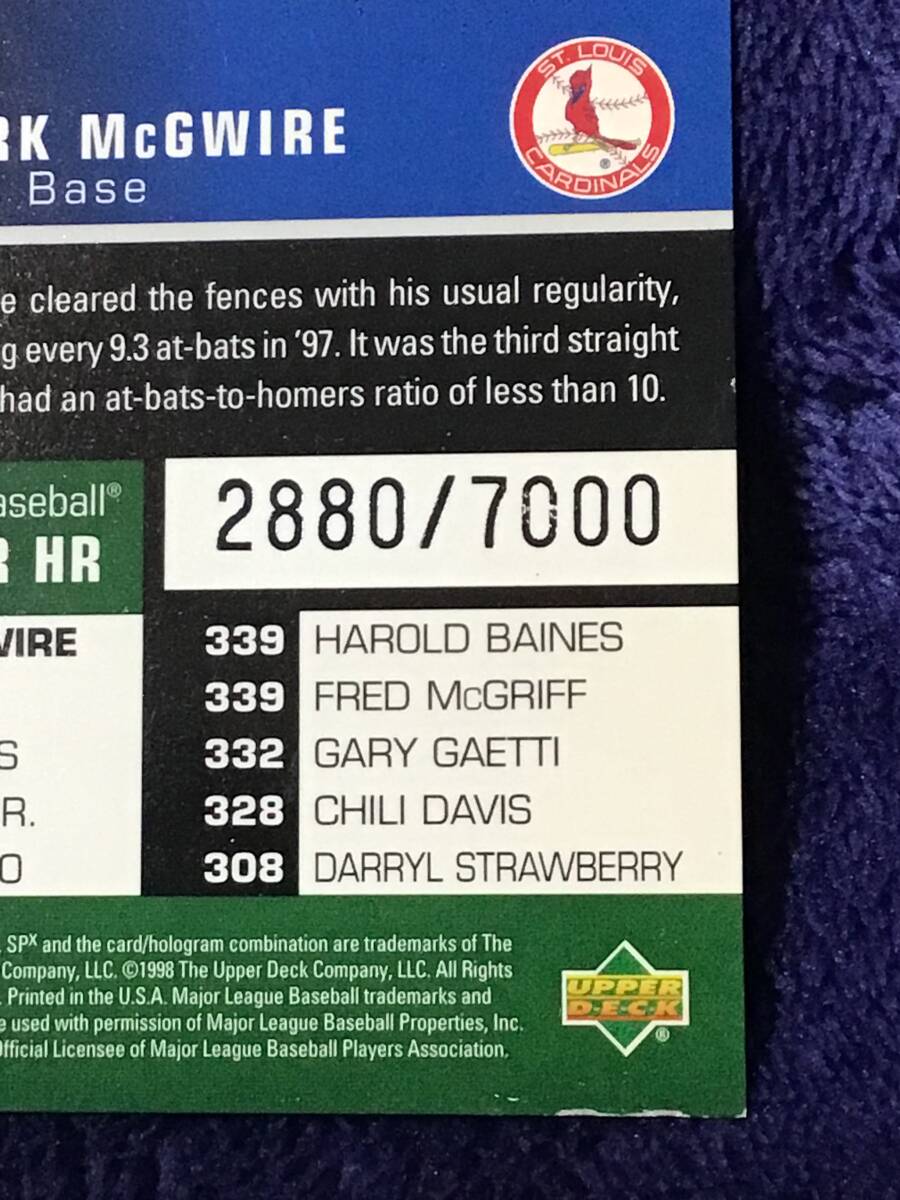 ST. LOUIS
CARDINALS
®
RK McGWIRE
Base
e cleared the fences with his usual regularity,
g every 9.3 at-bats in '97. It was the third straight
had an at-bats-to-homers ratio of less than 10.
aseball®
R HR
2880/7000
WIRE
339 HAROLD BAINES
339 FRED McGRIFF
S
332 GARY GAETTI
R.
328 CHILI DAVIS
O
308 DARRYL STRAWBERRY
SPX and the card/hologram combination are trademarks of The
Company, LLC. ©1998 The Upper Deck Company, LLC. All Rights
. Printed in the U.S.A. Major League Baseball trademarks and
e used with permission of Major League Baseball Properties, Inc.
Official Licensee of Major League Baseball Players Association.
UPPER
D·E·C·K
®